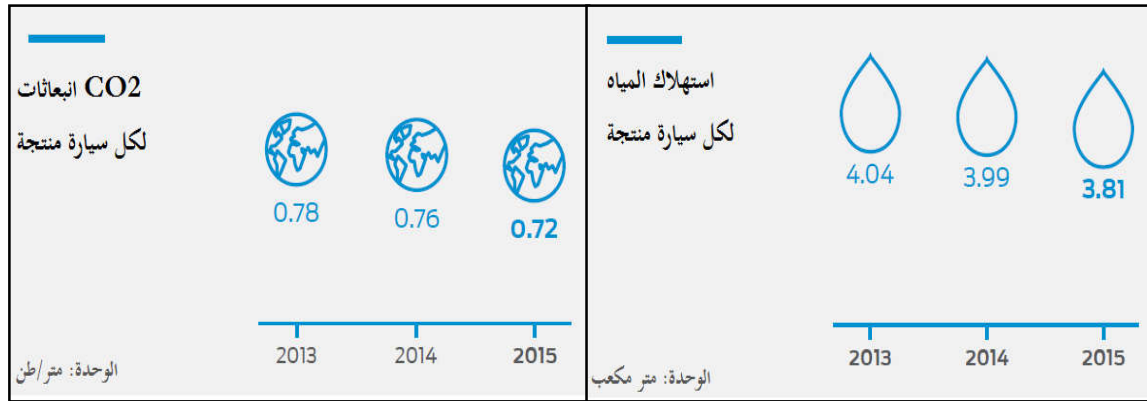 استهلاك المياه
لكل سيارة منتجة
4.04
3.99
3.81
2013
2014
2015
الوحدة: متر مكعب
انبعاثات CO2
لكل سيارة منتجة
0.78
0.76
0.72
2013
2014
2015
الوحدة: متر/طن